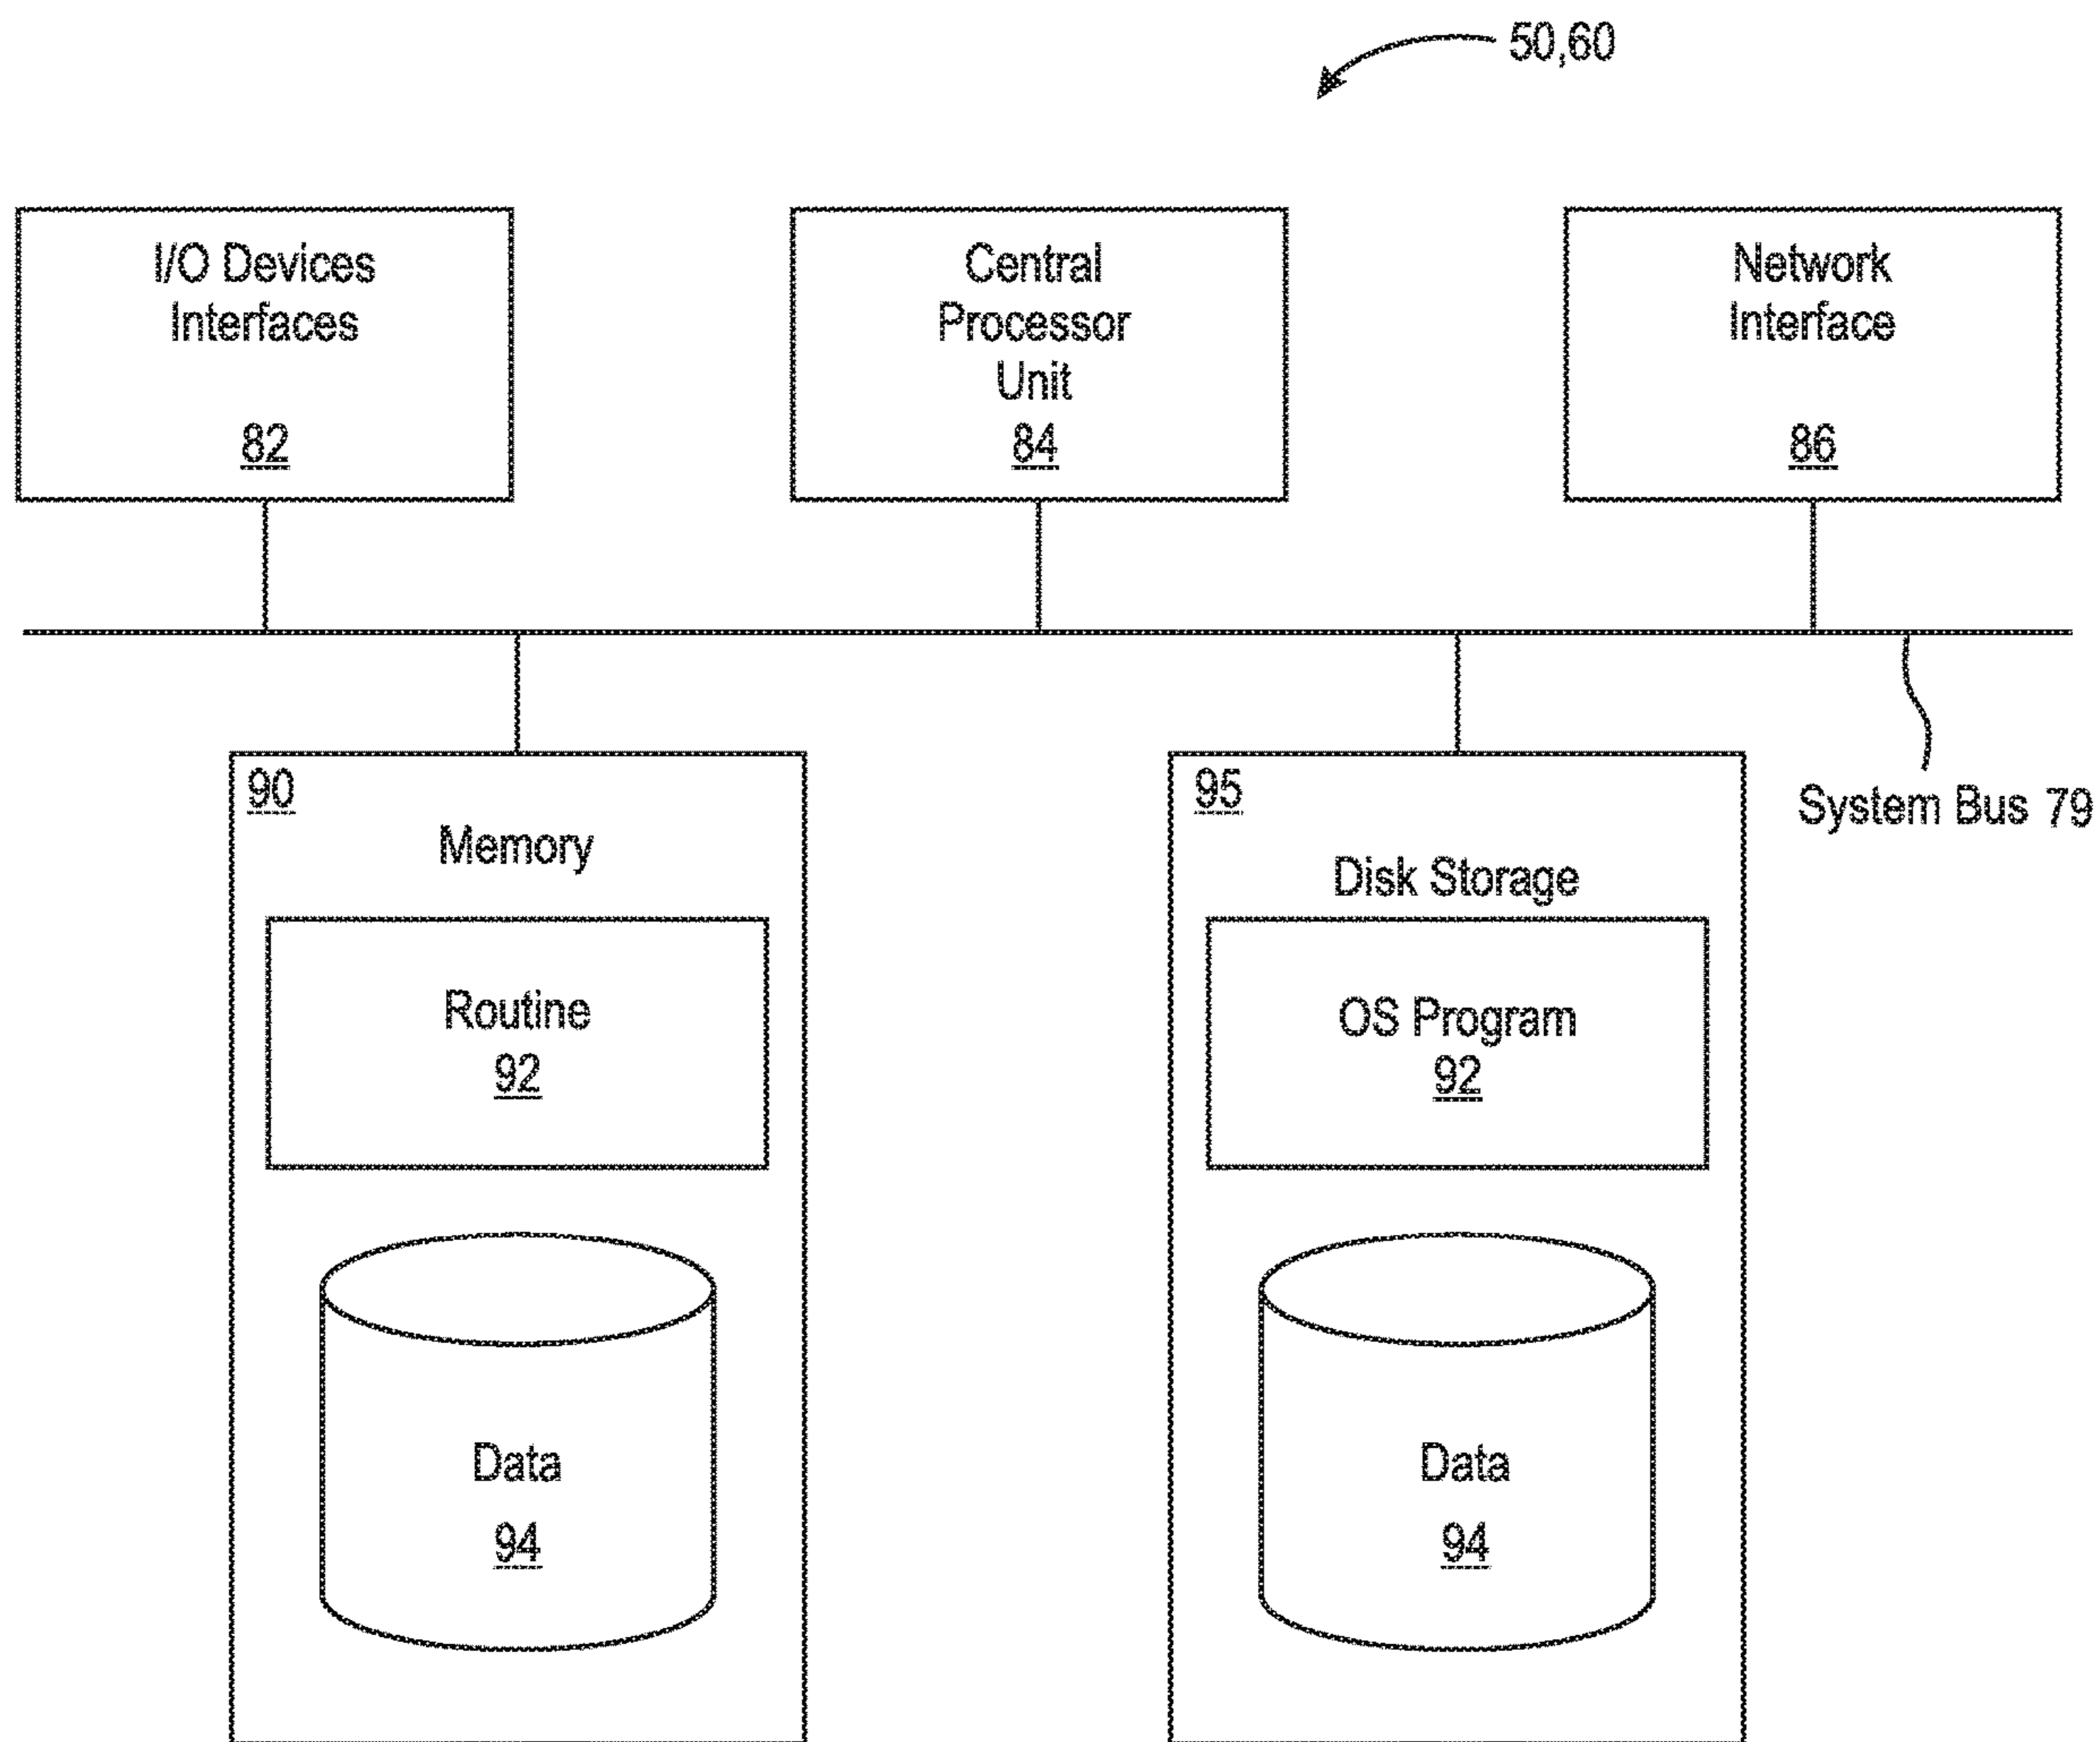 50,60
I/O Devices
Interfaces
82
Central
Processor
Unit
84
Network
Interface
86
System Bus 79
90
Memory
Routine
92
Data
94
95
Disk Storage
OS Program
92
Data
94